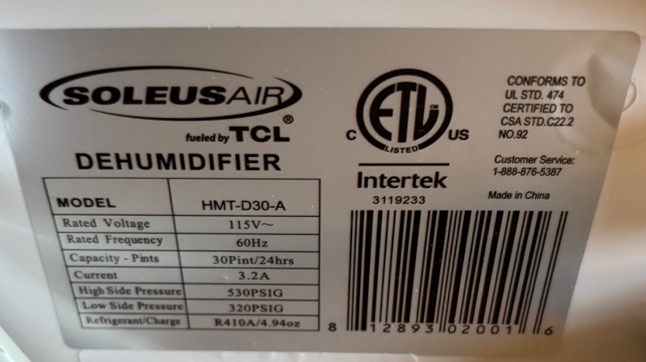 SOLEUSAIR
fueled by TCL
DEHUMIDIFIER
MODEL HMT-D30-A
Rated Voltage 115V~
Rated Frequency 60Hz
Capacity - Pints 30Pint/24hrs
Current 3.2A
High Side Pressure 530PSIG
Low Side Pressure 320PSIG
Refrigerant/Charge R410A/4.94oz
C ETL US
CM
LISTED
Intertek
3119233
CONFORMS TO
UL STD. 474
CERTIFIED TO
CSA STD.C22.2
NO.92
Customer Service:
1-888-876-5387
Made in China
8 12893 02001 6